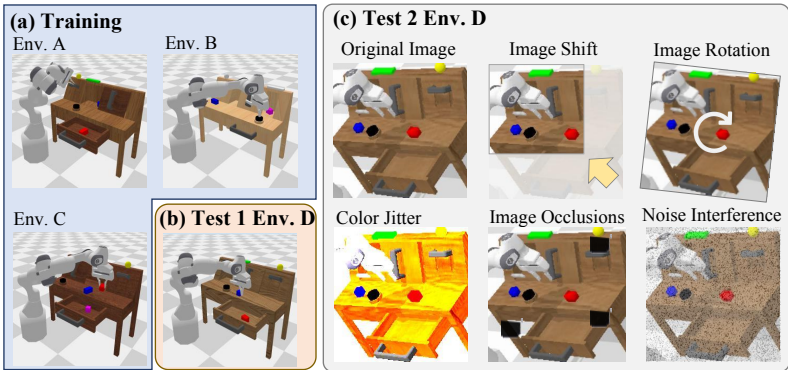 (a) Training
Env. A
Env. B
Env. C
(b) Test 1 Env. D
(c) Test 2 Env. D
Original Image
Image Shift
Image Rotation
Color Jitter
Image Occlusions
Noise Interference